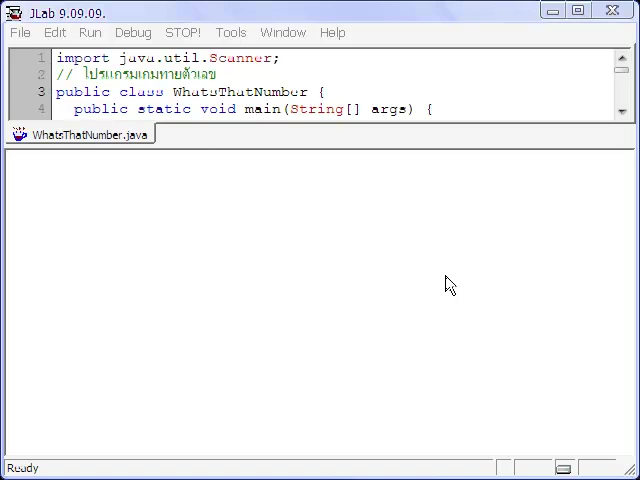 JLab 9.09.09.
File Edit Run Debug STOP! Tools Window Help
1 import java.util.Scanner;
2 // โปรแกรมเกมทายตัวเลข
3 public class WhatsThatNumber {
4 public static void main(String[] args) {
WhatsThatNumber.java
Ready